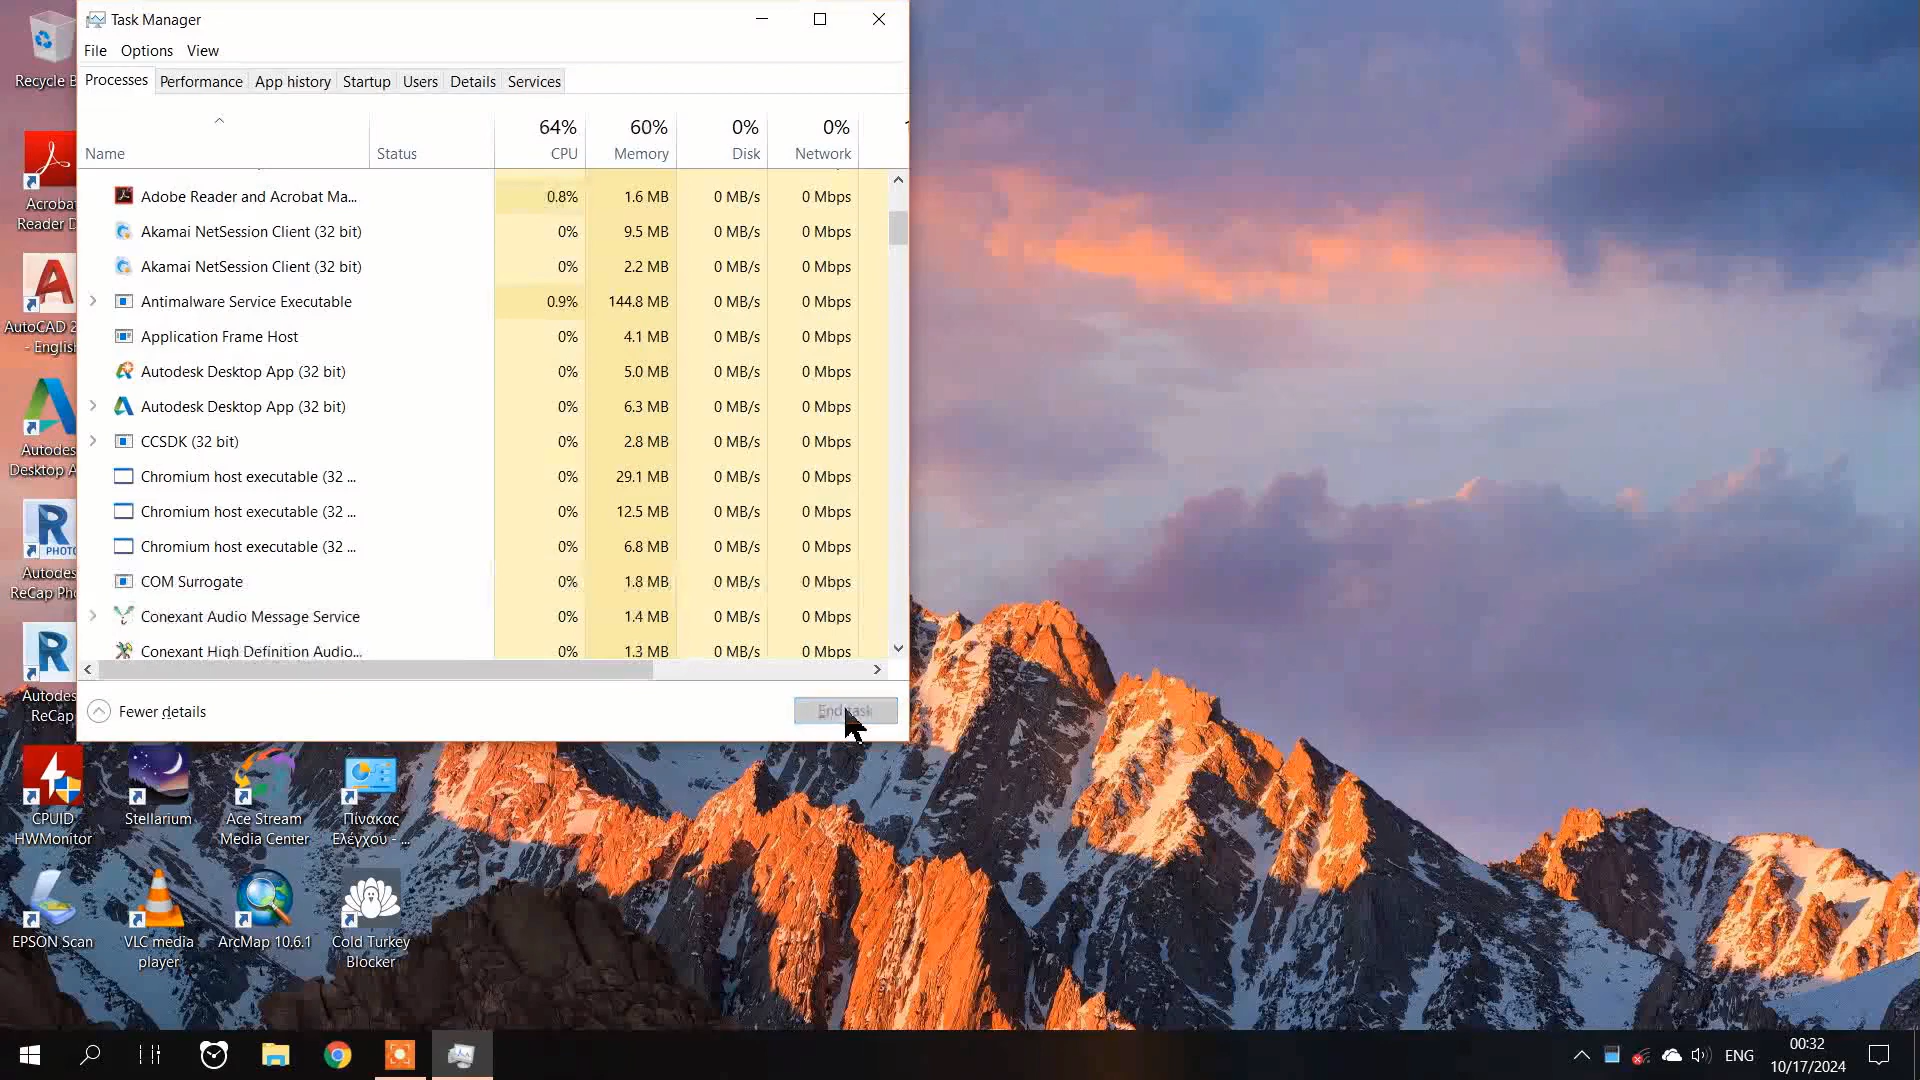 Task Manager
File Options View
Processes Performance App history Startup Users Details Services
64% 60% 0% 0%
Name Status CPU Memory Disk Network
Adobe Reader and Acrobat Ma... 0.8% 1.6 MB 0 MB/s 0 Mbps
Akamai NetSession Client (32 bit) 0% 9.5 MB 0 MB/s 0 Mbps
Akamai NetSession Client (32 bit) 0% 2.2 MB 0 MB/s 0 Mbps
Antimalware Service Executable 0.9% 144.8 MB 0 MB/s 0 Mbps
Application Frame Host 0% 4.1 MB 0 MB/s 0 Mbps
Autodesk Desktop App (32 bit) 0% 5.0 MB 0 MB/s 0 Mbps
Autodesk Desktop App (32 bit) 0% 6.3 MB 0 MB/s 0 Mbps
CCSDK (32 bit) 0% 2.8 MB 0 MB/s 0 Mbps
Chromium host executable (32 ... 0% 29.1 MB 0 MB/s 0 Mbps
Chromium host executable (32 ... 0% 12.5 MB 0 MB/s 0 Mbps
Chromium host executable (32 ... 0% 6.8 MB 0 MB/s 0 Mbps
COM Surrogate 0% 1.8 MB 0 MB/s 0 Mbps
Conexant Audio Message Service 0% 1.4 MB 0 MB/s 0 Mbps
Conexant High Definition Audio... 0% 1.3 MB 0 MB/s 0 Mbps
Fewer details
End task
Recycle B
Acrobat
Reader D
AutoCAD 2
- English
Autodes
Desktop A
PHOTO
Autodes
ReCap Pho
Autodes
ReCap
CPUID
HWMonitor
Stellarium
Ace Stream
Media Center
Πίνακας
Ελέγχου - ...
EPSON Scan
VLC media
player
ArcMap 10.6.1
Cold Turkey
Blocker
ENG
00:32
10/17/2024